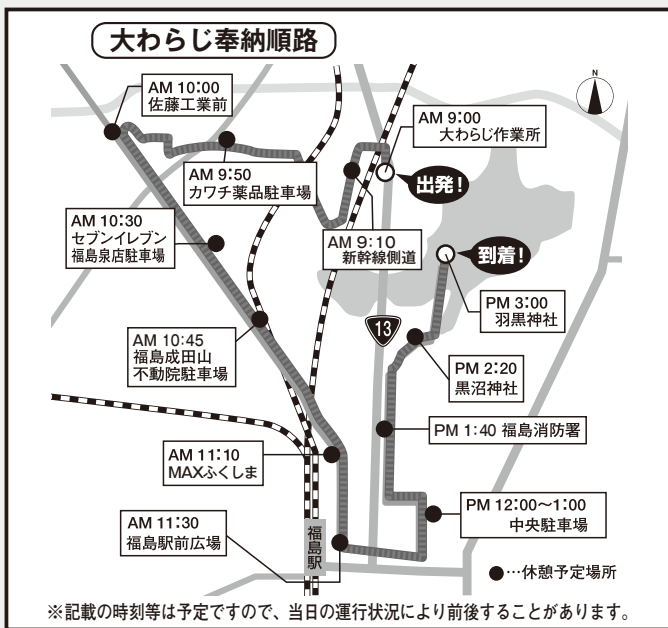 大わらじ奉納順路
N
AM 10:00
佐藤工業前
AM 9:00
大わらじ作業所
AM 9:50
カワチ薬品駐車場
出発!
AM 10:30
セブンイレブン
福島泉店駐車場
AM 9:10
新幹線側道
到着!
PM 3:00
羽黒神社
13
AM 10:45
福島成田山
不動院駐車場
PM 2:20
黒沼神社
PM 1:40 福島消防署
AM 11:10
MAXふくしま
PM 12:00〜1:00
中央駐車場
AM 11:30
福島駅前広場
福島駅
●…休憩予定場所
※記載の時刻等は予定ですので、当日の運行状況により前後することがあります。